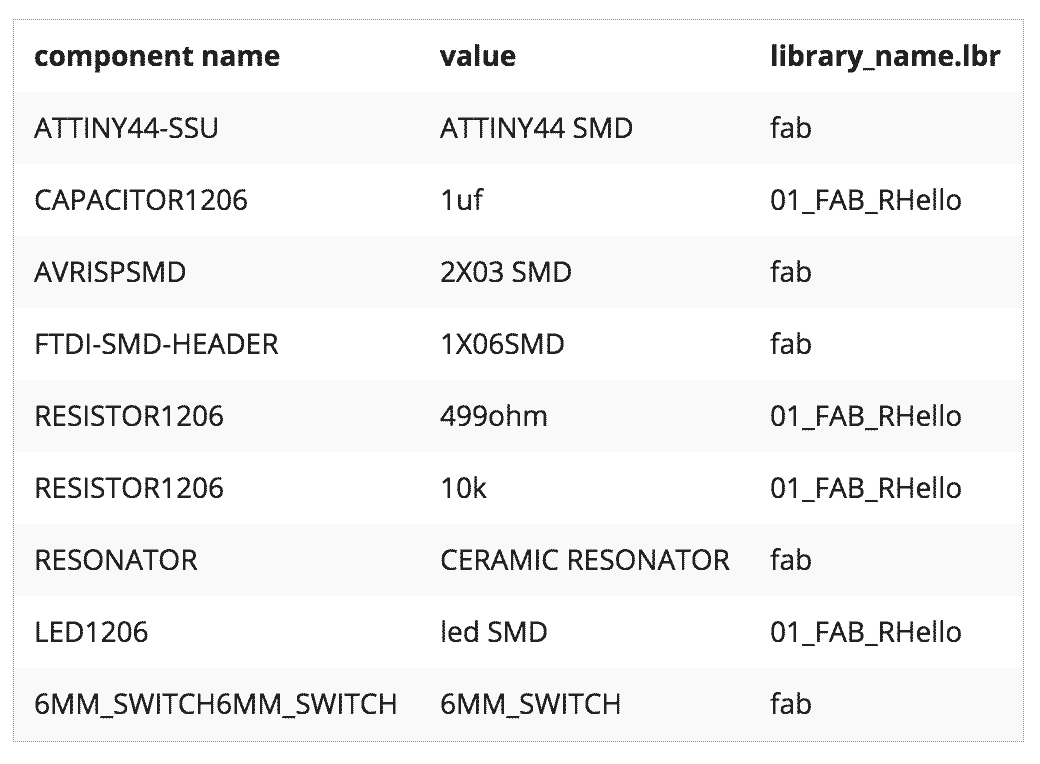 component name value library_name.lbr
ATTINY44-SSU ATTINY44 SMD fab
CAPACITOR1206 1uf 01_FAB_RHello
AVRISPSMD 2X03 SMD fab
FTDI-SMD-HEADER 1X06SMD fab
RESISTOR1206 499ohm 01_FAB_RHello
RESISTOR1206 10k 01_FAB_RHello
RESONATOR CERAMIC RESONATOR fab
LED1206 led SMD 01_FAB_RHello
6MM_SWITCH6MM_SWITCH 6MM_SWITCH fab